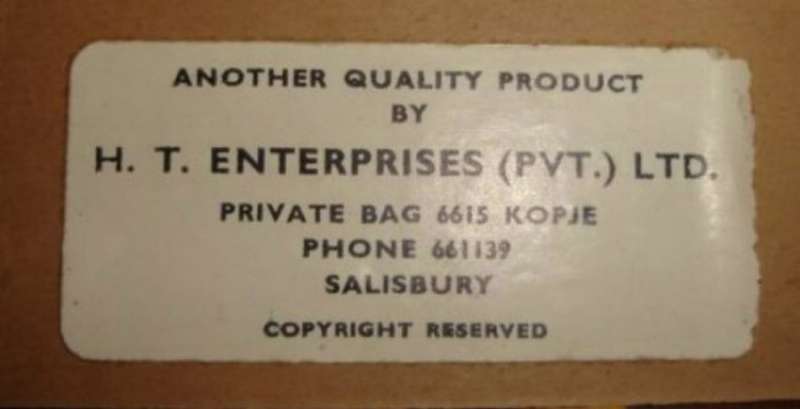 ANOTHER QUALITY PRODUCT
BY
H. T. ENTERPRISES (PVT.) LTD.
PRIVATE BAG 6615 KOPJE
PHONE 661139
SALISBURY
COPYRIGHT RESERVED